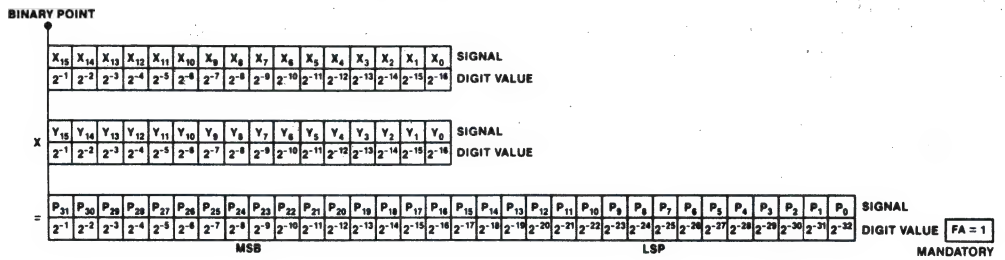 BINARY POINT
X₁₅ X₁₄ X₁₃ X₁₂ X₁₁ X₁₀ X₉ X₈ X₇ X₆ X₅ X₄ X₃ X₂ X₁ X₀ SIGNAL
2⁻¹ 2⁻² 2⁻³ 2⁻⁴ 2⁻⁵ 2⁻⁶ 2⁻⁷ 2⁻⁸ 2⁻⁹ 2⁻¹⁰ 2⁻¹¹ 2⁻¹² 2⁻¹³ 2⁻¹⁴ 2⁻¹⁵ 2⁻¹⁶ DIGIT VALUE
Y₁₅ Y₁₄ Y₁₃ Y₁₂ Y₁₁ Y₁₀ Y₉ Y₈ Y₇ Y₆ Y₅ Y₄ Y₃ Y₂ Y₁ Y₀ SIGNAL
X 2⁻¹ 2⁻² 2⁻³ 2⁻⁴ 2⁻⁵ 2⁻⁶ 2⁻⁷ 2⁻⁸ 2⁻⁹ 2⁻¹⁰ 2⁻¹¹ 2⁻¹² 2⁻¹³ 2⁻¹⁴ 2⁻¹⁵ 2⁻¹⁶ DIGIT VALUE
P₃₁ P₃₀ P₂₉ P₂₈ P₂₇ P₂₆ P₂₅ P₂₄ P₂₃ P₂₂ P₂₁ P₂₀ P₁₉ P₁₈ P₁₇ P₁₆ P₁₅ P₁₄ P₁₃ P₁₂ P₁₁ P₁₀ P₉ P₈ P₇ P₆ P₅ P₄ P₃ P₂ P₁ P₀ SIGNAL
= 2⁻¹ 2⁻² 2⁻³ 2⁻⁴ 2⁻⁵ 2⁻⁶ 2⁻⁷ 2⁻⁸ 2⁻⁹ 2⁻¹⁰ 2⁻¹¹ 2⁻¹² 2⁻¹³ 2⁻¹⁴ 2⁻¹⁵ 2⁻¹⁶ 2⁻¹⁷ 2⁻¹⁸ 2⁻¹⁹ 2⁻²⁰ 2⁻²¹ 2⁻²² 2⁻²³ 2⁻²⁴ 2⁻²⁵ 2⁻²⁶ 2⁻²⁷ 2⁻²⁸ 2⁻²⁹ 2⁻³⁰ 2⁻³¹ 2⁻³² DIGIT VALUE FA = 1
MSB LSP MANDATORY